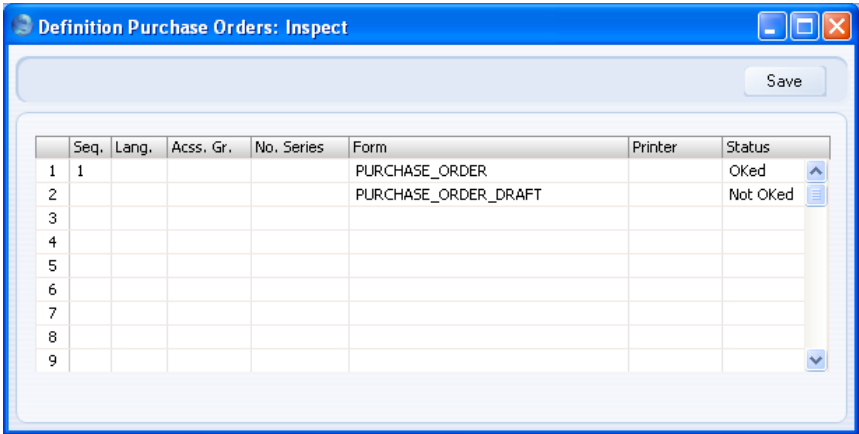 Definition Purchase Orders: Inspect
Save
Seq. Lang. Acss. Gr. No. Series Form Printer Status
1 1 PURCHASE_ORDER OKed
2 PURCHASE_ORDER_DRAFT Not OKed
3
4
5
6
7
8
9